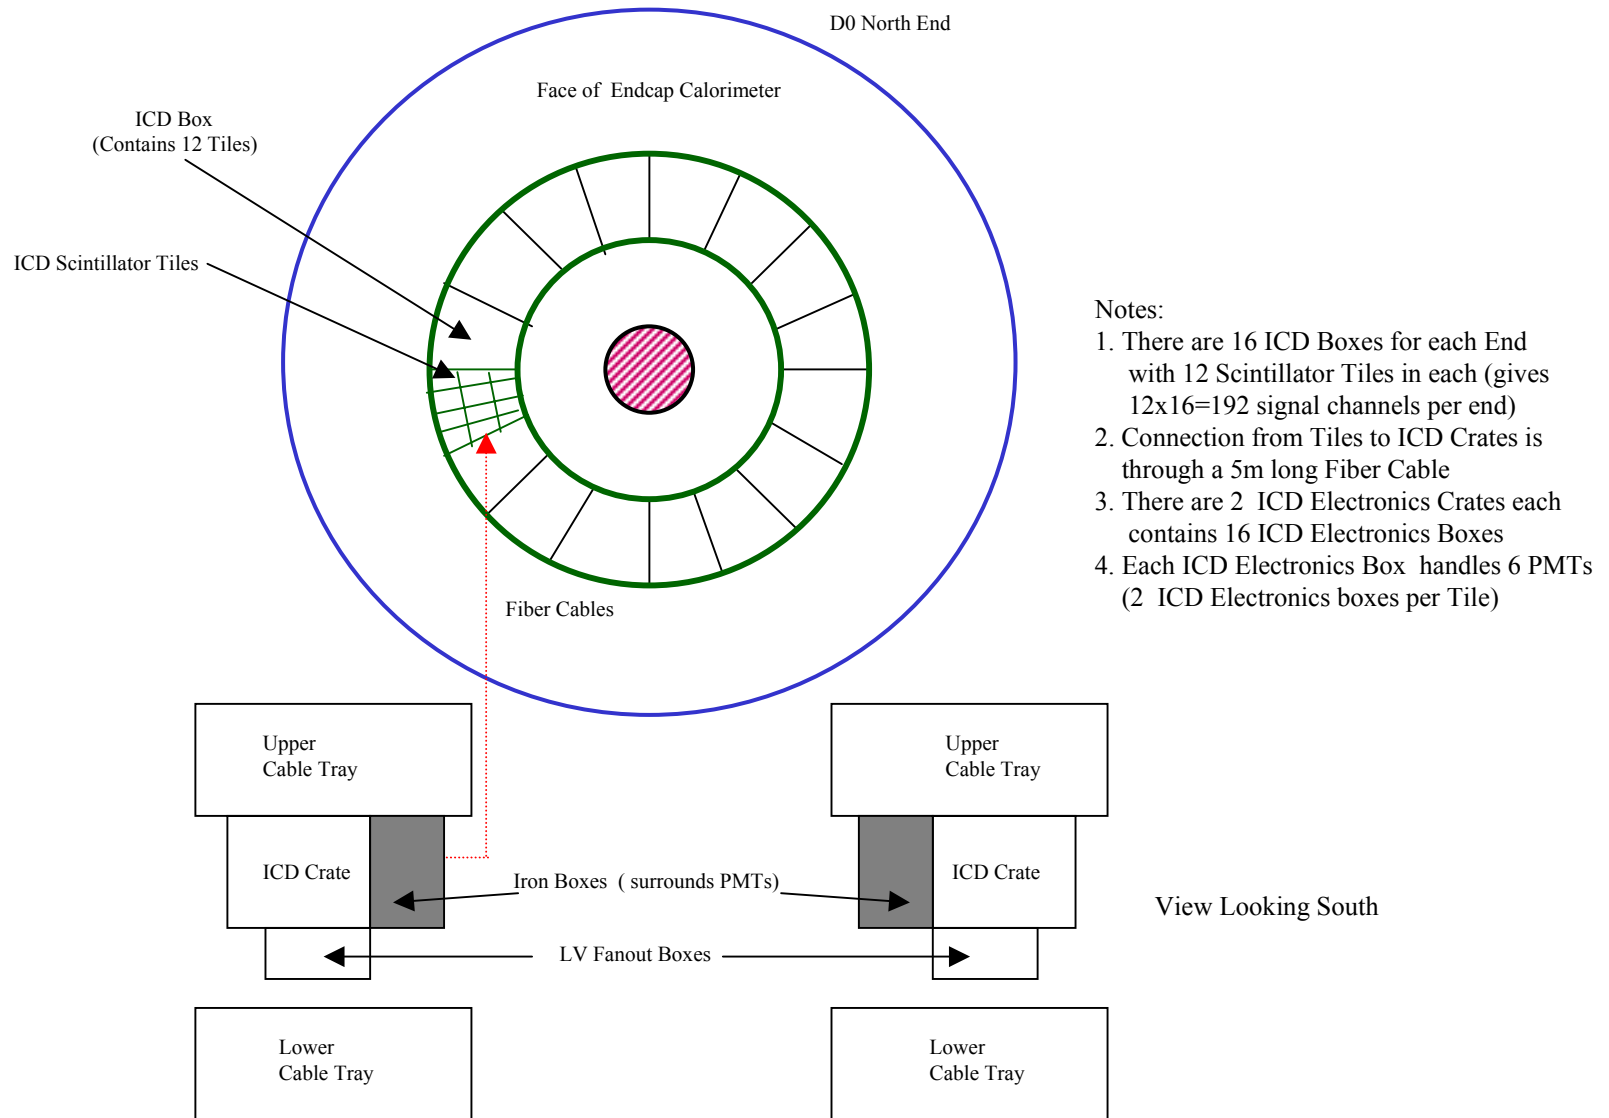 D0 North End
Face of Endcap Calorimeter
ICD Box
(Contains 12 Tiles)
ICD Scintillator Tiles
Notes:
1. There are 16 ICD Boxes for each End
with 12 Scintillator Tiles in each (gives
12x16=192 signal channels per end)
2. Connection from Tiles to ICD Crates is
through a 5m long Fiber Cable
3. There are 2 ICD Electronics Crates each
contains 16 ICD Electronics Boxes
4. Each ICD Electronics Box handles 6 PMTs
(2 ICD Electronics boxes per Tile)
Fiber Cables
Upper
Cable Tray
Upper
Cable Tray
ICD Crate
Iron Boxes ( surrounds PMTs)
ICD Crate
View Looking South
LV Fanout Boxes
Lower
Cable Tray
Lower
Cable Tray